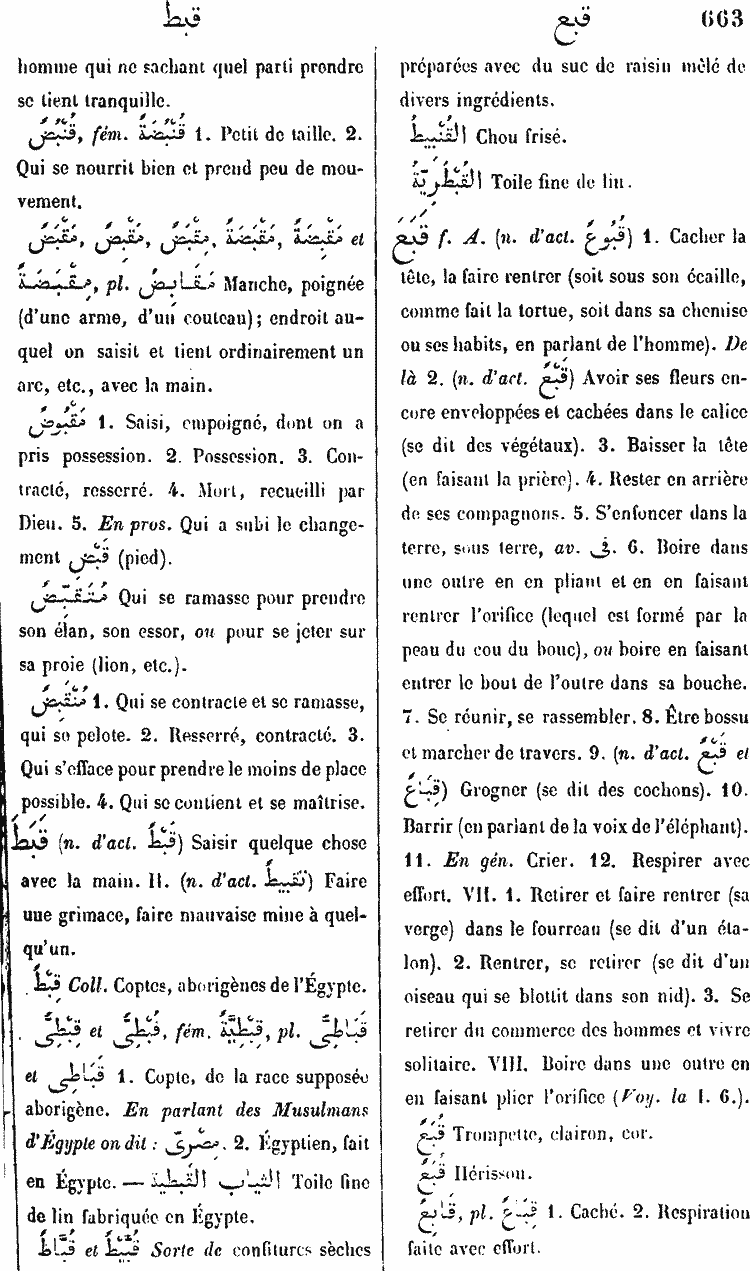 قبط
قبع
663
homme qui ne sachant quel parti prendre
se tient tranquille.
قُنْبُضٌ, fém. قُنْبُضَةٌ 1. Petit de taille. 2.
Qui se nourrit bien et prend peu de mou-
vement.
et
pl. مَقَابِضُ Manche, poignée
(d'une arme, d'un couteau); endroit au-
quel on saisit et tient ordinairement un
arc, etc., avec la main.
مَقْبُوضٌ 1. Saisi, empoigné, dont on a
pris possession. 2. Possession. 3. Con-
tracté, resserré. 4. Mort, recueilli par
Dieu. 5. En pros. Qui a subi le change-
ment قَبْضٌ (pied).
مُتَقَبِّضٌ Qui se ramasse pour prendre
son élan, son essor, ou pour se jeter sur
sa proie (lion, etc.).
مُنْقَبِضٌ 1. Qui se contracte et se ramasse,
qui se pelote. 2. Resserré, contracté. 3.
Qui s'efface pour prendre le moins de place
possible. 4. Qui se contient et se maîtrise.
قَبَطَ (n. d'act. قَبْطٌ) Saisir quelque chose
avec la main. II. (n. d'act. تَقْبِيطٌ) Faire
une grimace, faire mauvaise mine à quel-
qu'un.
قِبْطٌ Coll. Coptes, aborigènes de l'Égypte.
قِبْطِىٌّ et قُبْطِىٌّ, fém. قِبْطِيَّةٌ, pl. قَبَاطِىُّ
et قَبَاطِى 1. Copte, de la race supposée
aborigène. En parlant des Musulmans
d'Égypte on dit : مِصْرِىٌّ. 2. Égyptien, fait
en Égypte. — الثياب القبطية Toile fine
de lin fabriquée en Égypte.
قُبَّاطٌ et قُبَّيْطٌ Sorte de confitures sèches
préparées avec du suc de raisin mêlé de
divers ingrédients.
القُنَّبِيطُ Chou frisé.
القُبْطُرِيَّةُ Toile fine de lin.
قَبَعَ f. A. (n. d'act. قُبُوعٌ) 1. Cacher la
tête, la faire rentrer (soit sous son écaille,
comme fait la tortue, soit dans sa chemise
ou ses habits, en parlant de l'homme). De
là 2. (n. d'act. قَبْعٌ) Avoir ses fleurs en-
core enveloppées et cachées dans le calice
(se dit des végétaux). 3. Baisser la tête
(en faisant la prière). 4. Rester en arrière
de ses compagnons. 5. S'enfoncer dans la
terre, sous terre, av. فى. 6. Boire dans
une outre en en pliant et en en faisant
rentrer l'orifice (lequel est formé par la
peau du cou du bouc), ou boire en faisant
entrer le bout de l'outre dans sa bouche.
7. Se réunir, se rassembler. 8. Être bossu
et marcher de travers. 9. (n. d'act. قَبْعٌ et
قِبَاعٌ) Grogner (se dit des cochons). 10.
Barrir (en parlant de la voix de l'éléphant).
11. En gén. Crier. 12. Respirer avec
effort. VII. 1. Retirer et faire rentrer (sa
verge) dans le fourreau (se dit d'un éta-
lon). 2. Rentrer, se retirer (se dit d'un
oiseau qui se blottit dans son nid). 3. Se
retirer du commerce des hommes et vivre
solitaire. VIII. Boire dans une outre en
en faisant plier l'orifice (Voy. la I. 6.).
قُبَعٌ Trompette, clairon, cor.
قُبَعٌ Hérisson.
قَابِعٌ, pl. قُبَّعٌ 1. Caché. 2. Respiration
faite avec effort.